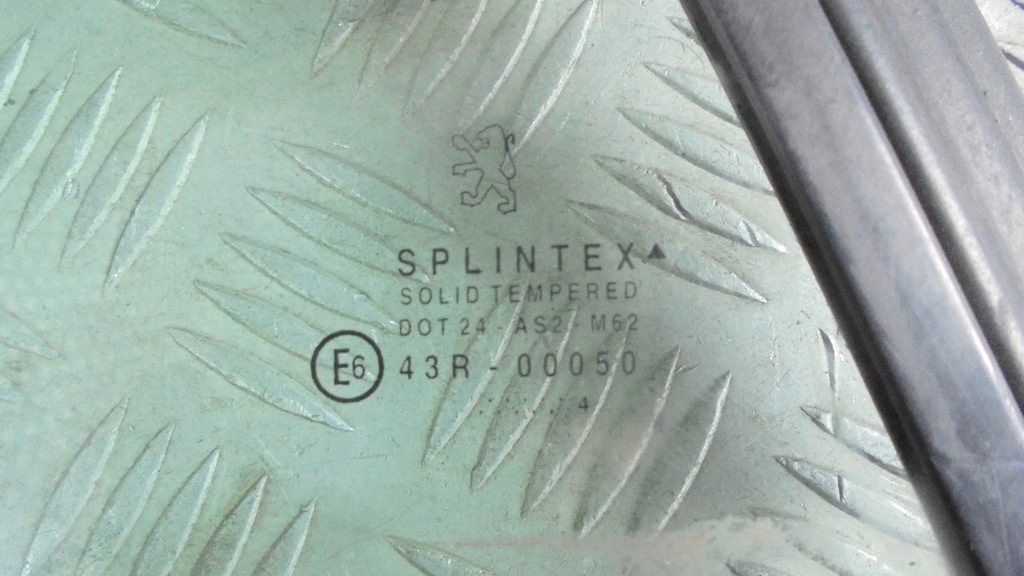 SPLINTEX
SOLID TEMPERED
DOT 24 - AS2 - M62
E6 43R - 00050
. . . . . . 4